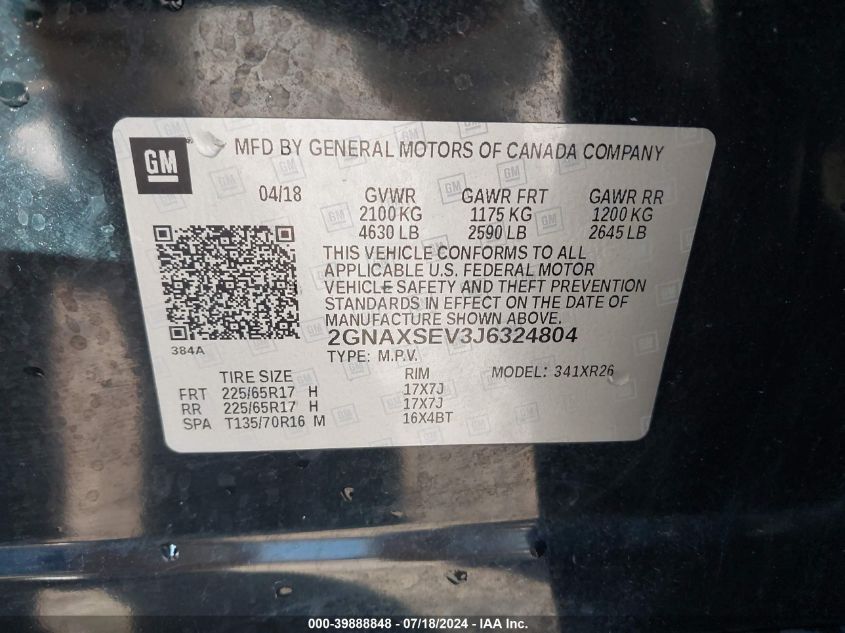 GM
MFD BY GENERAL MOTORS OF CANADA COMPANY
04/18 GVWR GAWR FRT GAWR RR
2100 KG 1175 KG 1200 KG
4630 LB 2590 LB 2645 LB
THIS VEHICLE CONFORMS TO ALL
APPLICABLE U.S. FEDERAL MOTOR
VEHICLE SAFETY AND THEFT PREVENTION
STANDARDS IN EFFECT ON THE DATE OF
MANUFACTURE SHOWN ABOVE.
384A
2GNAXSEV3J6324804
TYPE: M.P.V.
TIRE SIZE RIM MODEL: 341XR26
FRT 225/65R17 H 17X7J
RR 225/65R17 H 17X7J
SPA T135/70R16 M 16X4BT
000-39888848 - 07/18/2024 - IAA Inc.